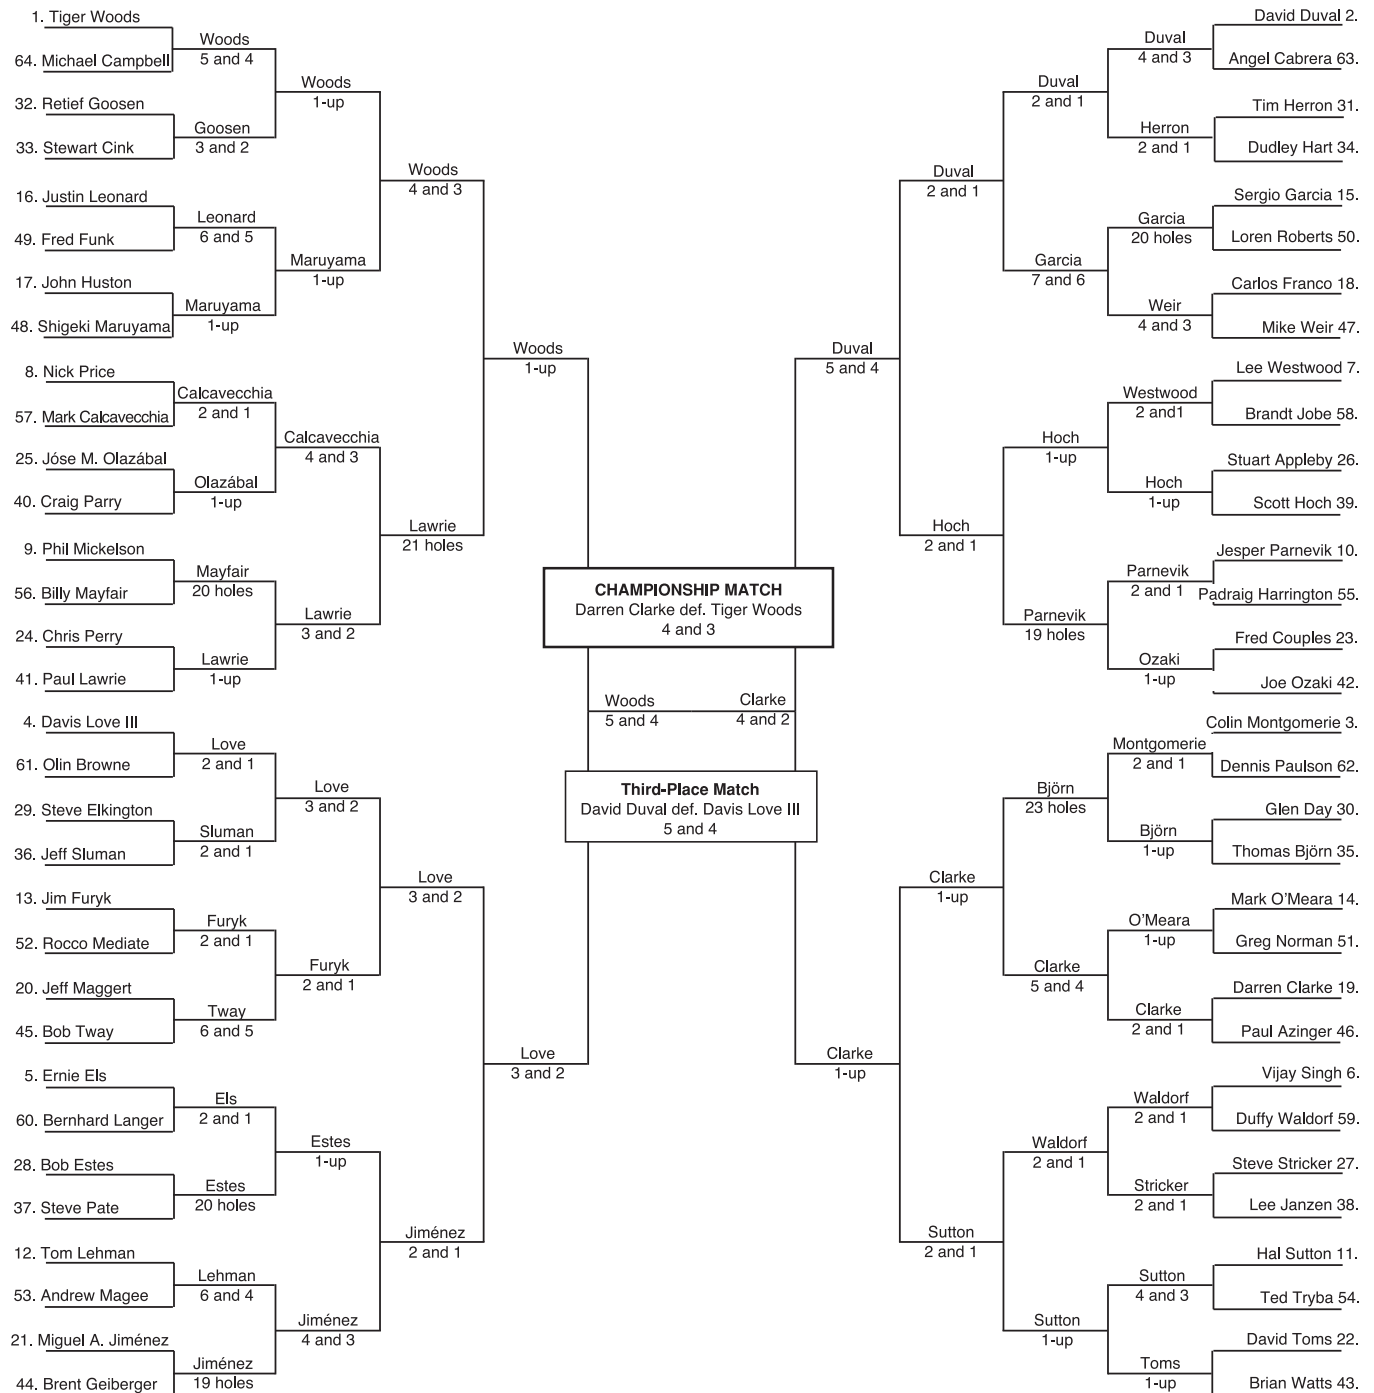 1. Tiger Woods
64. Michael Campbell
32. Retief Goosen
33. Stewart Cink
16. Justin Leonard
49. Fred Funk
17. John Huston
48. Shigeki Maruyama
8. Nick Price
57. Mark Calcavecchia
25. Jóse M. Olazábal
40. Craig Parry
9. Phil Mickelson
56. Billy Mayfair
24. Chris Perry
41. Paul Lawrie
4. Davis Love III
61. Olin Browne
29. Steve Elkington
36. Jeff Sluman
13. Jim Furyk
52. Rocco Mediate
20. Jeff Maggert
45. Bob Tway
5. Ernie Els
60. Bernhard Langer
28. Bob Estes
37. Steve Pate
12. Tom Lehman
53. Andrew Magee
21. Miguel A. Jiménez
44. Brent Geiberger
Woods
5 and 4
Goosen
3 and 2
Leonard
6 and 5
Maruyama
1-up
Calcavecchia
2 and 1
Olazábal
1-up
Mayfair
20 holes
Lawrie
1-up
Love
2 and 1
Sluman
2 and 1
Furyk
2 and 1
Tway
6 and 5
Els
2 and 1
Estes
20 holes
Lehman
6 and 4
Jiménez
19 holes
Woods
1-up
Maruyama
1-up
Calcavecchia
4 and 3
Lawrie
3 and 2
Love
3 and 2
Furyk
2 and 1
Estes
1-up
Jiménez
4 and 3
Woods
4 and 3
Lawrie
21 holes
Love
3 and 2
Jiménez
2 and 1
Woods
1-up
Love
3 and 2
CHAMPIONSHIP MATCH
Darren Clarke def. Tiger Woods
4 and 3
Woods
5 and 4
Clarke
4 and 2
Third-Place Match
David Duval def. Davis Love III
5 and 4
Duval
5 and 4
Clarke
1-up
Duval
2 and 1
Hoch
2 and 1
Clarke
1-up
Sutton
2 and 1
Duval
2 and 1
Garcia
7 and 6
Hoch
1-up
Parnevik
19 holes
Björn
23 holes
Clarke
5 and 4
Waldorf
2 and 1
Sutton
1-up
Duval
4 and 3
Herron
2 and 1
Garcia
20 holes
Weir
4 and 3
Westwood
2 and1
Hoch
1-up
Parnevik
2 and 1
Ozaki
1-up
Montgomerie
2 and 1
Björn
1-up
O'Meara
1-up
Clarke
2 and 1
Waldorf
2 and 1
Stricker
2 and 1
Sutton
4 and 3
Toms
1-up
David Duval 2.
Angel Cabrera 63.
Tim Herron 31.
Dudley Hart 34.
Sergio Garcia 15.
Loren Roberts 50.
Carlos Franco 18.
Mike Weir 47.
Lee Westwood 7.
Brandt Jobe 58.
Stuart Appleby 26.
Scott Hoch 39.
Jesper Parnevik 10.
Padraig Harrington 55.
Fred Couples 23.
Joe Ozaki 42.
Colin Montgomerie 3.
Dennis Paulson 62.
Glen Day 30.
Thomas Björn 35.
Mark O'Meara 14.
Greg Norman 51.
Darren Clarke 19.
Paul Azinger 46.
Vijay Singh 6.
Duffy Waldorf 59.
Steve Stricker 27.
Lee Janzen 38.
Hal Sutton 11.
Ted Tryba 54.
David Toms 22.
Brian Watts 43.